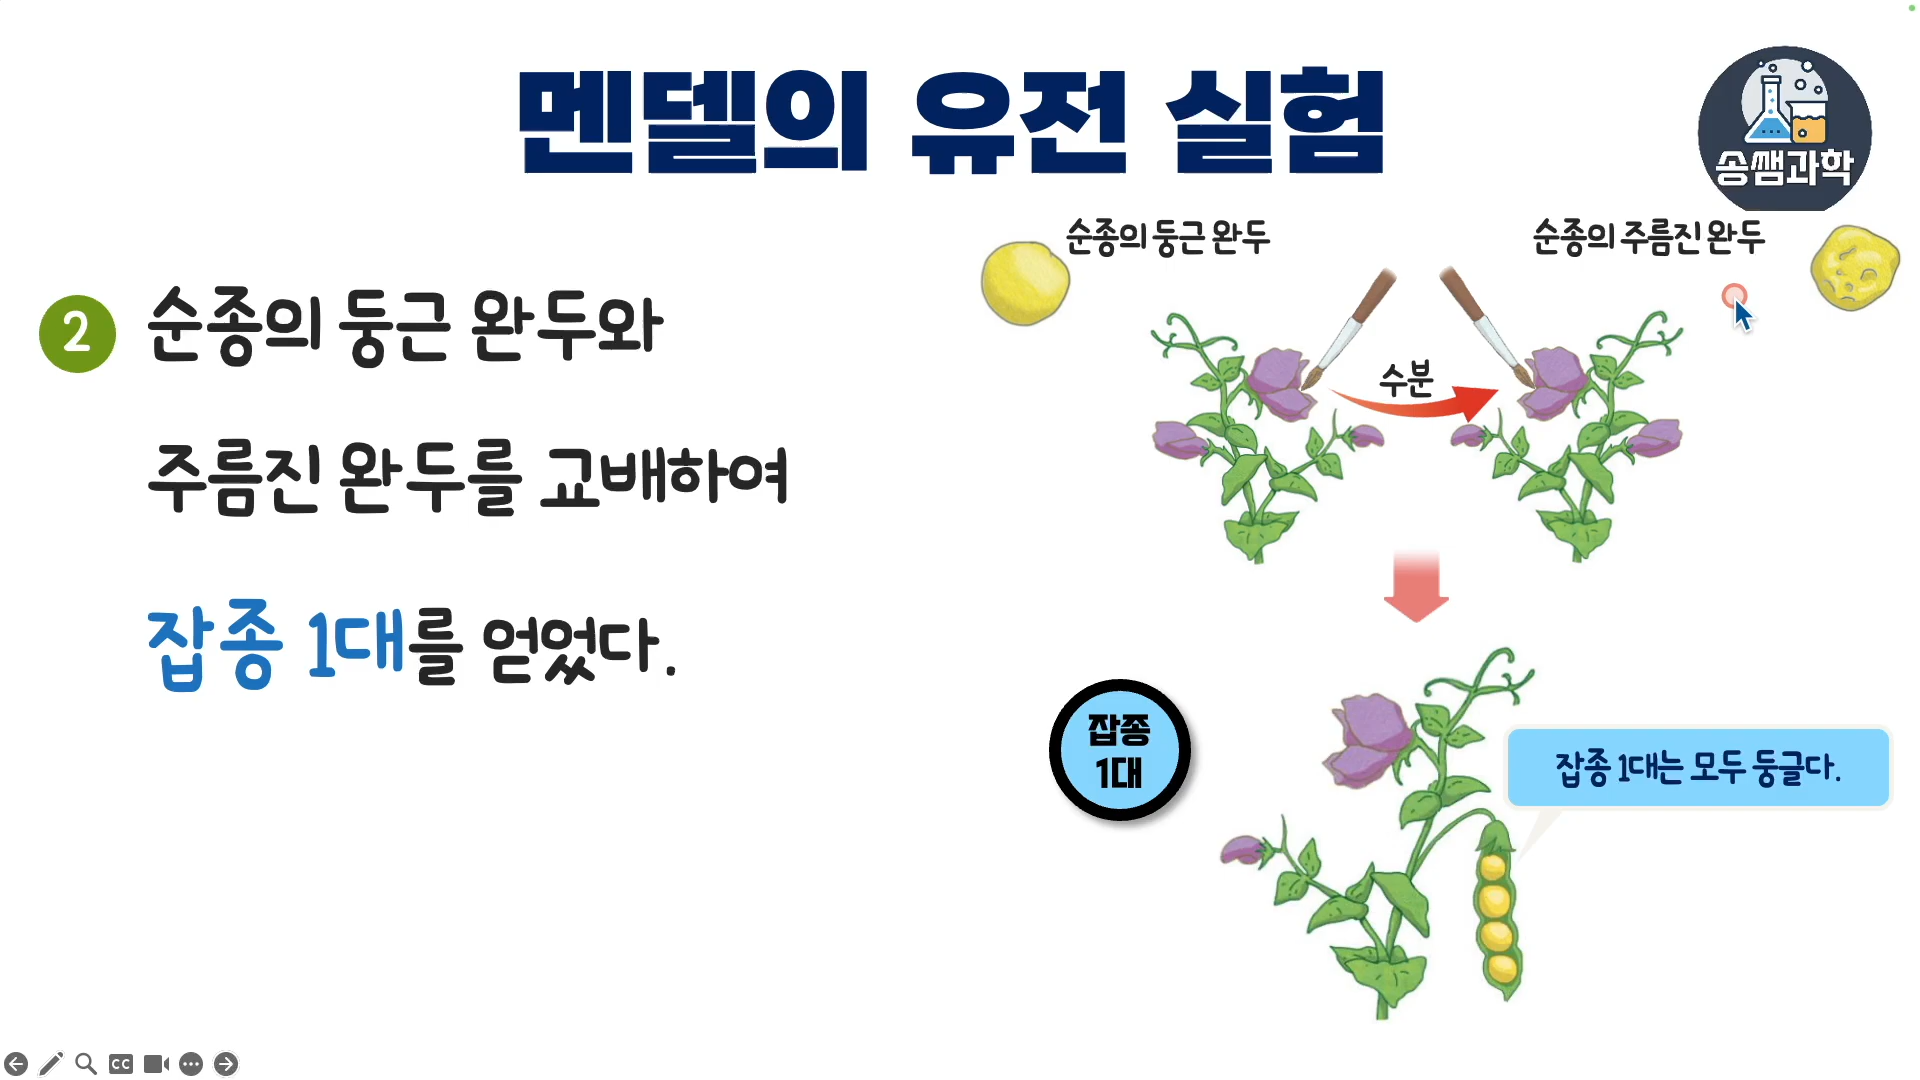 멘델의 유전 실험
송쌤과학
2 순종의 둥근 완두와
주름진 완두를 교배하여
잡종 1대를 얻었다.
순종의 둥근 완두
순종의 주름진 완두
수분
잡종
1대
잡종 1대는 모두 둥글다.
CC